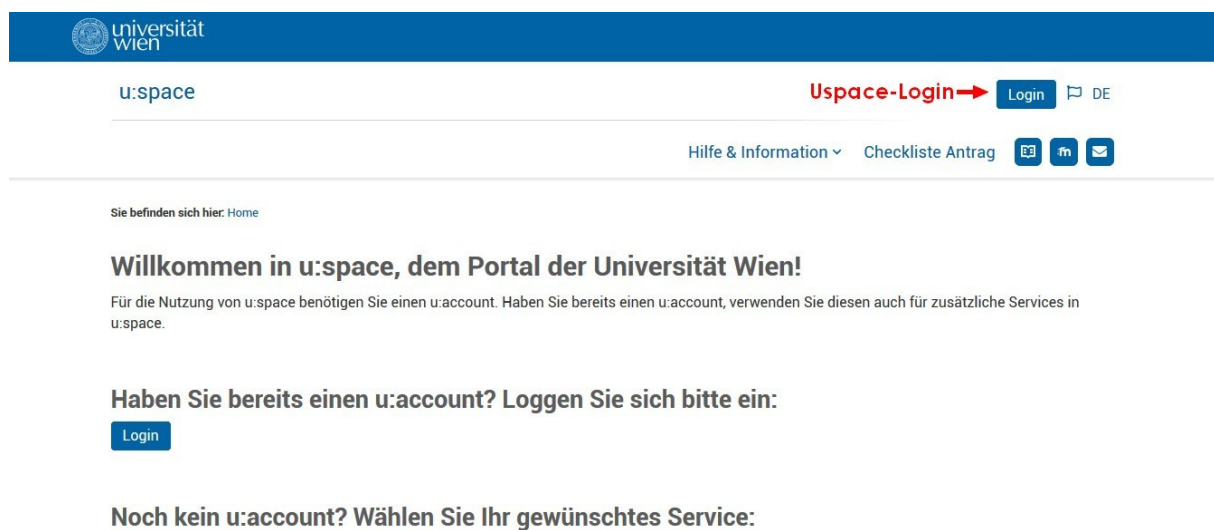 universität
wien
u:space
Uspace-Login
Login
DE
Hilfe & Information
Checkliste Antrag
Sie befinden sich hier: Home
Willkommen in u:space, dem Portal der Universität Wien!
Für die Nutzung von u:space benötigen Sie einen u:account. Haben Sie bereits einen u:account, verwenden Sie diesen auch für zusätzliche Services in
u:space.
Haben Sie bereits einen u:account? Loggen Sie sich bitte ein:
Login
Noch kein u:account? Wählen Sie Ihr gewünschtes Service: